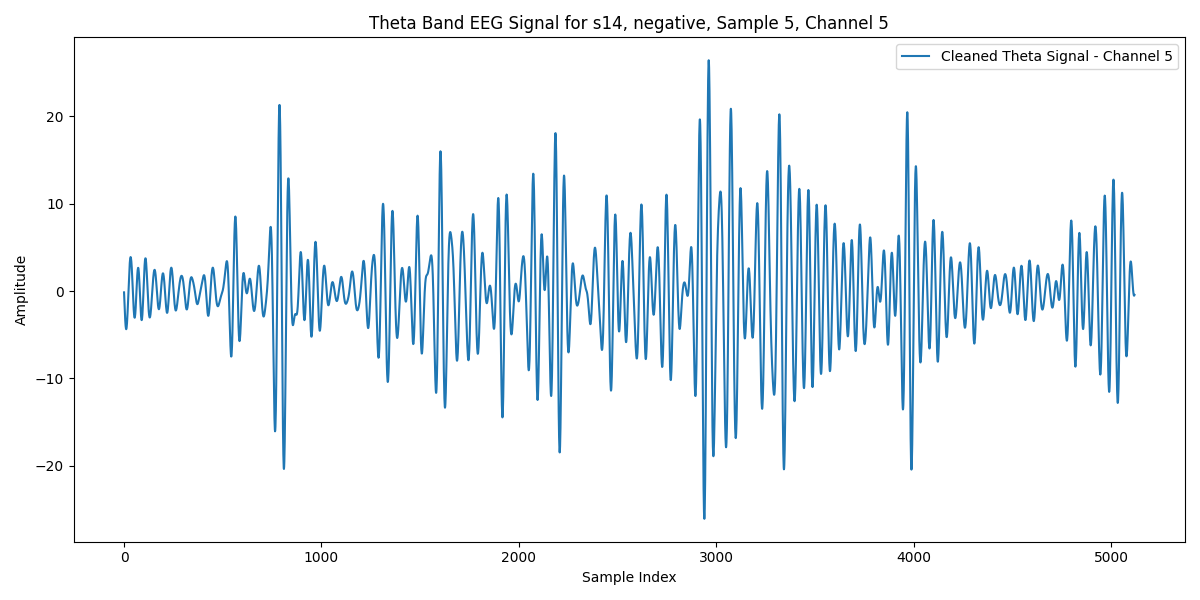 Theta Band EEG Signal for s14, negative, Sample 5, Channel 5
Cleaned Theta Signal - Channel 5
Amplitude
20
10
0
−10
−20
0 1000 2000 3000 4000 5000
Sample Index